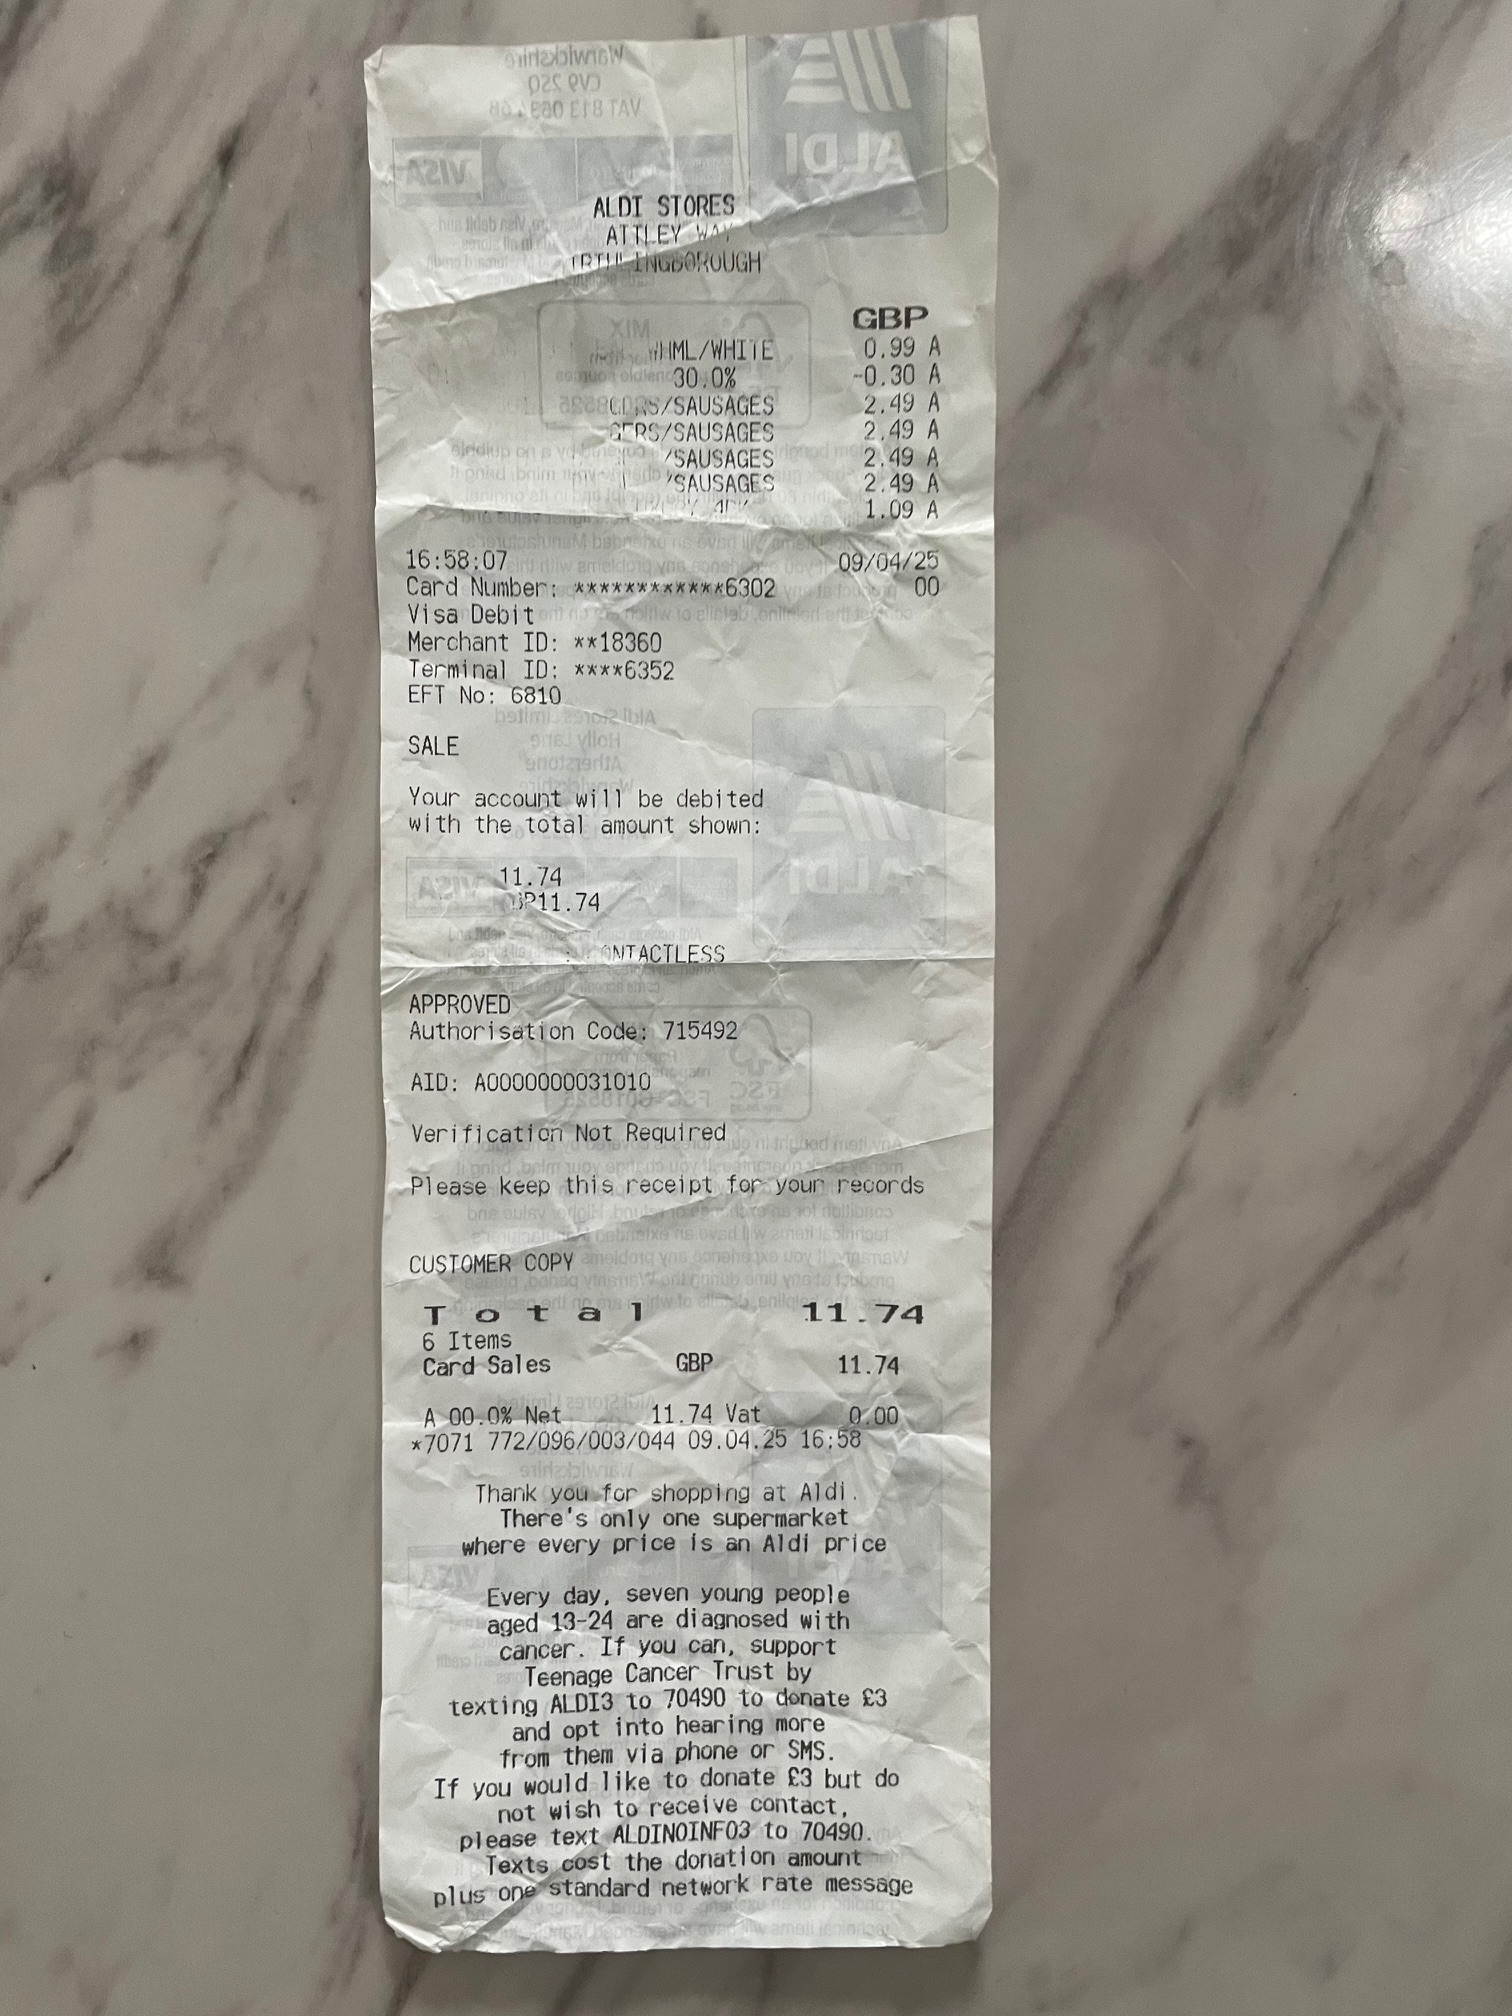 ALDI STORES
ATTLEY WAY
IRTHLINGBOROUGH
GBP
WHML/WHITE 0.99 A
30.0% -0.30 A
/SAUSAGES 2.49 A
GERS/SAUSAGES 2.49 A
/SAUSAGES 2.49 A
/SAUSAGES 2.49 A
1.09 A
16:58:07 09/04/25
Card Number: ************6302 00
Visa Debit
Merchant ID: **18360
Terminal ID: ****6352
EFT No: 6810
SALE
Your account will be debited
with the total amount shown:
11.74
11.74
ONTACTLESS
APPROVED
Authorisation Code: 715492
AID: A0000000031010
Verification Not Required
Please keep this receipt for your records
CUSTOMER COPY
Total 11.74
6 Items
Card Sales GBP 11.74
A 00.0% Net 11.74 Vat 0.00
*7071 772/096/003/044 09.04.25 16:58
Thank you for shopping at Aldi.
There's only one supermarket
where every price is an Aldi price
Every day, seven young people
aged 13-24 are diagnosed with
cancer. If you can, support
Teenage Cancer Trust by
texting ALDI3 to 70490 to donate £3
and opt into hearing more
from them via phone or SMS.
If you would like to donate £3 but do
not wish to receive contact,
please text ALDINOINFO3 to 70490.
Texts cost the donation amount
plus one standard network rate message